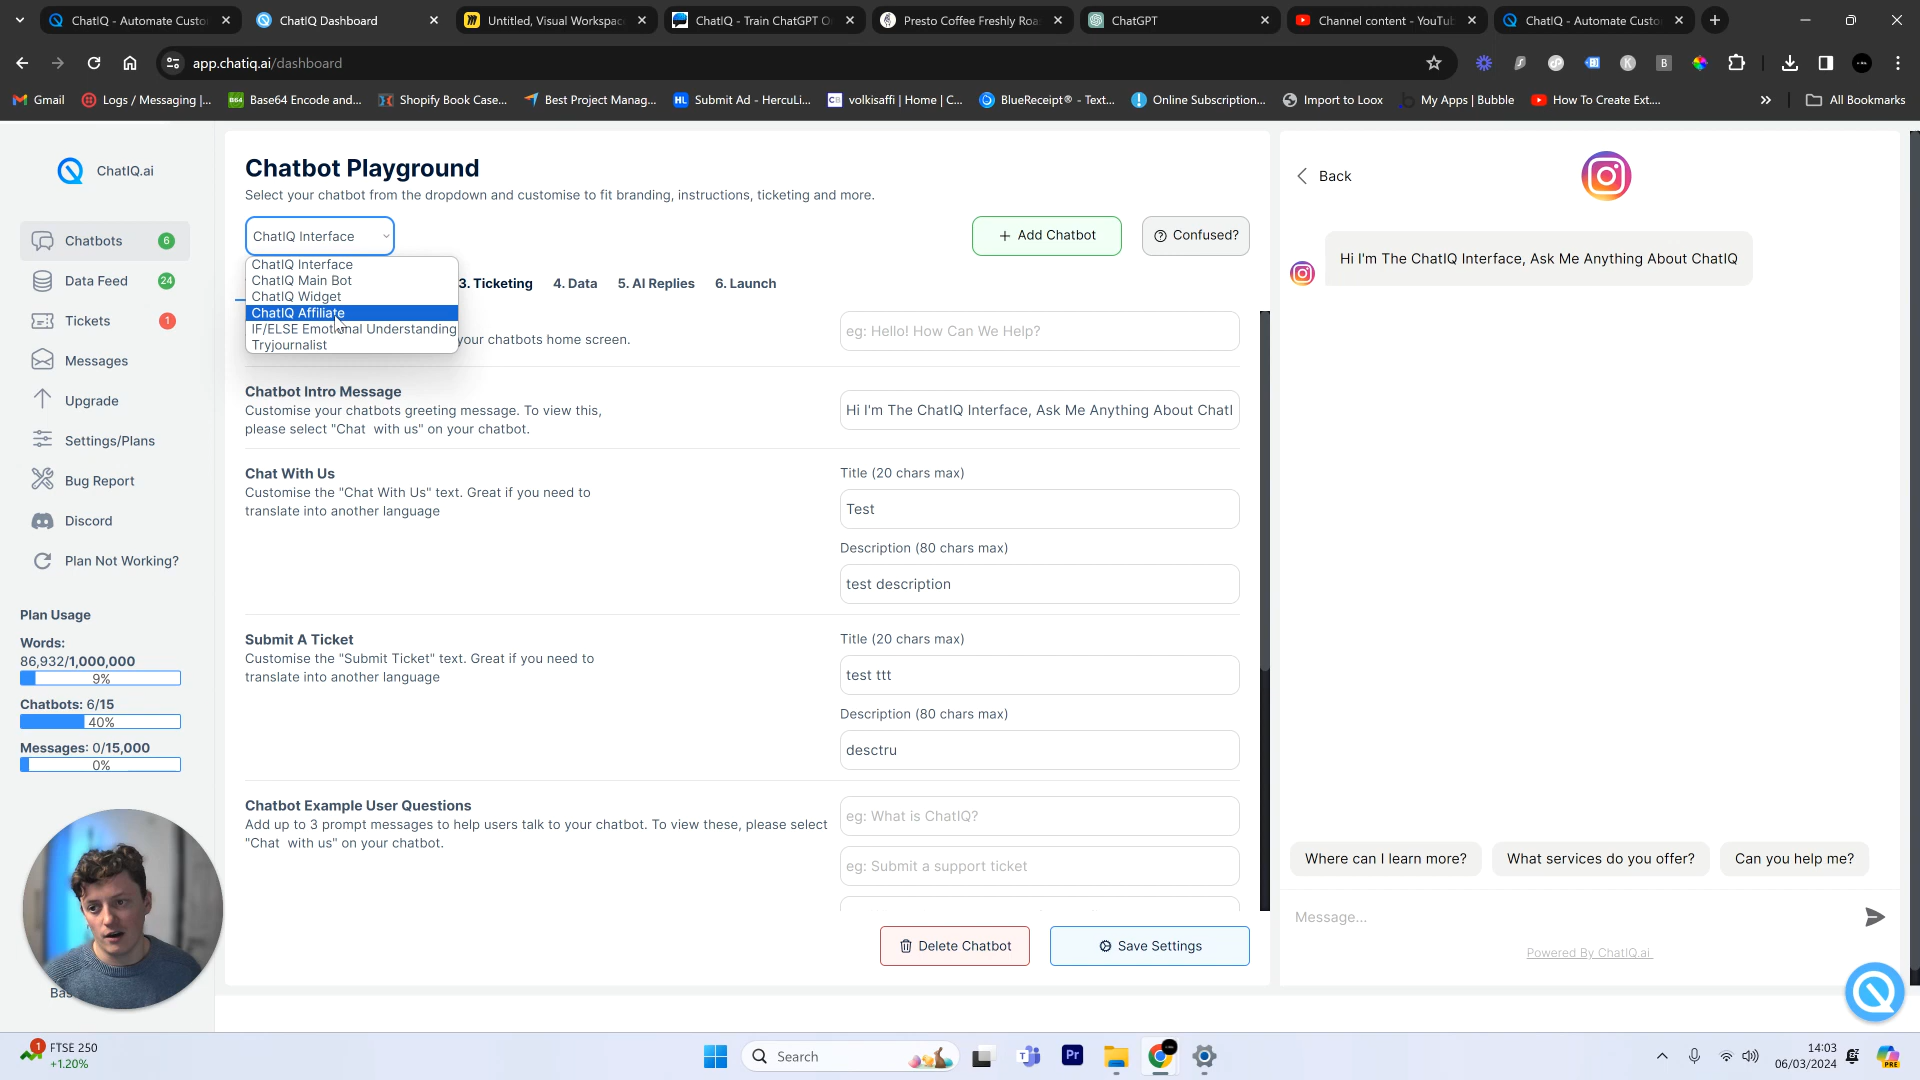 ChatIQ - Automate Custo
ChatIQ Dashboard
Untitled, Visual Workspac
ChatIQ - Train ChatGPT O
Presto Coffee Freshly Roa
ChatGPT
Channel content - YouTub
ChatIQ - Automate Custo
app.chatiq.ai/dashboard
Gmail
Logs / Messaging |...
Base64 Encode and...
Shopify Book Case...
Best Project Manag...
Submit Ad - HercuLi...
volkisaffi | Home | C...
BlueReceipt® - Text...
Online Subscription...
Import to Loox
My Apps | Bubble
How To Create Ext....
All Bookmarks
ChatIQ.ai
Chatbots 6
Data Feed 24
Tickets 1
Messages
Upgrade
Settings/Plans
Bug Report
Discord
Plan Not Working?
Plan Usage
Words:
86,932/1,000,000
9%
Chatbots: 6/15
40%
Messages: 0/15,000
0%
Chatbot Playground
Select your chatbot from the dropdown and customise to fit branding, instructions, ticketing and more.
ChatIQ Interface
Add Chatbot
Confused?
ChatIQ Interface
ChatIQ Main Bot
ChatIQ Widget
ChatIQ Affiliate
IF/ELSE Emotional Understanding
Tryjournalist
3. Ticketing 4. Data 5. AI Replies 6. Launch
your chatbots home screen.
eg: Hello! How Can We Help?
Chatbot Intro Message
Customise your chatbots greeting message. To view this,
please select "Chat with us" on your chatbot.
Hi I'm The ChatIQ Interface, Ask Me Anything About ChatI
Chat With Us
Customise the "Chat With Us" text. Great if you need to
translate into another language
Title (20 chars max)
Test
Description (80 chars max)
test description
Submit A Ticket
Customise the "Submit Ticket" text. Great if you need to
translate into another language
Title (20 chars max)
test ttt
Description (80 chars max)
desctru
Chatbot Example User Questions
Add up to 3 prompt messages to help users talk to your chatbot. To view these, please select
"Chat with us" on your chatbot.
eg: What is ChatIQ?
eg: Submit a support ticket
Delete Chatbot
Save Settings
Back
Hi I'm The ChatIQ Interface, Ask Me Anything About ChatIQ
Where can I learn more?
What services do you offer?
Can you help me?
Message...
Powered By ChatIQ.ai
1
FTSE 250
+1.20%
Search
Pr
14:03
06/03/2024
PRE